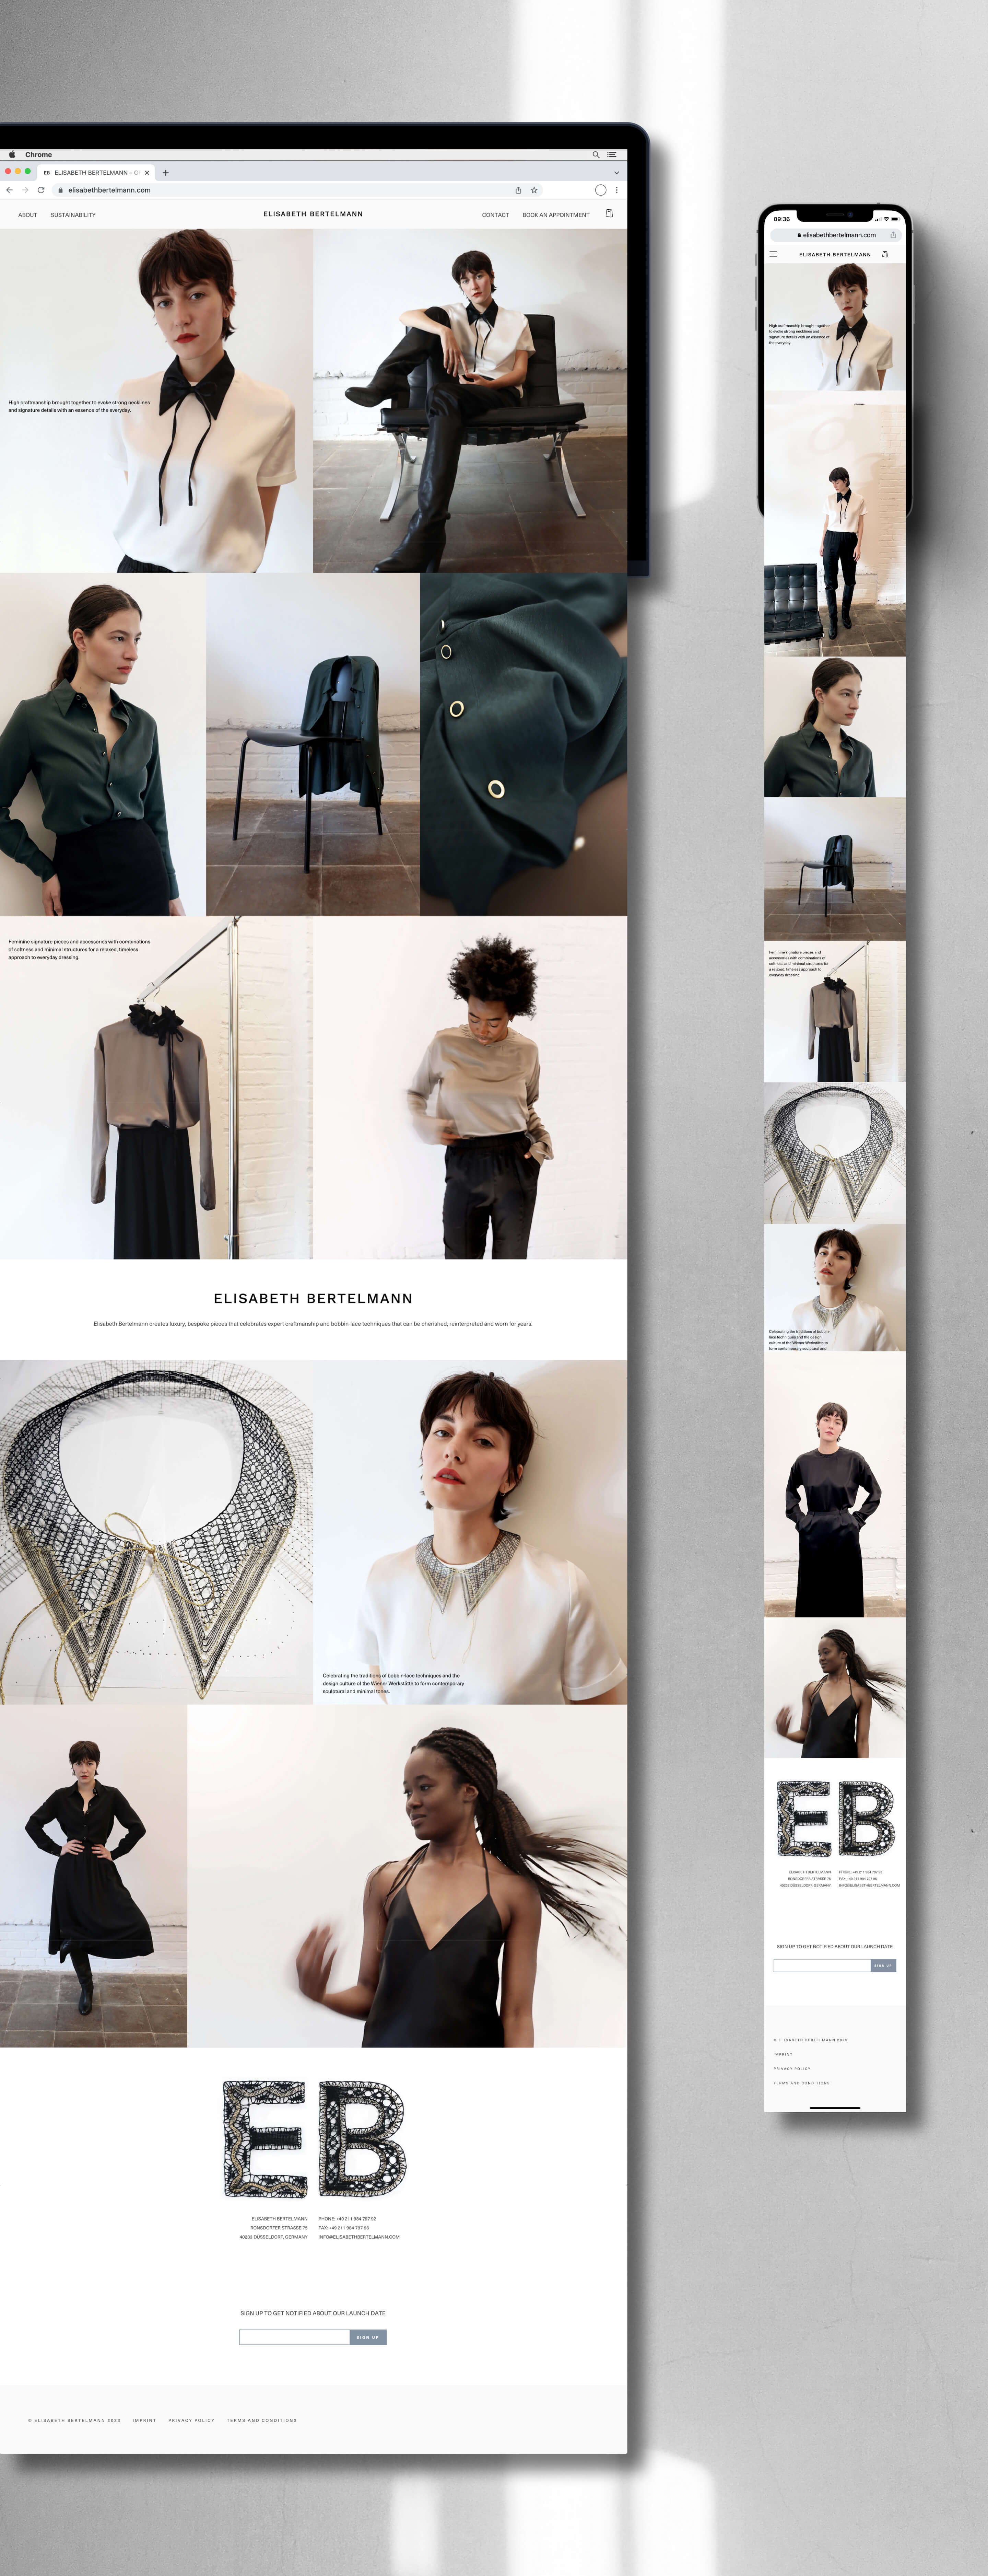 Chrome
EB ELISABETH BERTELMANN –
elisabethbertelmann.com
ABOUT SUSTAINABILITY ELISABETH BERTELMANN CONTACT BOOK AN APPOINTMENT
High craftmanship brought together to evoke strong necklines
and signature details with an essence of the everyday.
Feminine signature pieces and accessories with combinations
of softness and minimal structures for a relaxed, timeless
approach to everyday dressing.
ELISABETH BERTELMANN
Elisabeth Bertelmann creates luxury, bespoke pieces that celebrates expert craftmanship and bobbin lace techniques that can be cherished, reinterpreted and worn for years.
Celebrating the traditions of bobbin-lace techniques and the
design culture of the Wiener Werkstätte to form contemporary
sculptural and minimal tones.
EB
ELISABETH BERTELMANN PHONE: +49 211 984 797 92
RONSDORFER STRASSE 75 FAX: +49 211 984 797 98
40233 DÜSSELDORF, GERMANY INFO@ELISABETHBERTELMANN.COM
SIGN UP TO GET NOTIFIED ABOUT OUR LAUNCH DATE
SIGN UP
© ELISABETH BERTELMANN 2023 IMPRINT PRIVACY POLICY TERMS AND CONDITIONS
09:36
elisabethbertelmann.com
ELISABETH BERTELMANN
High craftmanship brought together
to evoke strong necklines and
signature details with an essence of
the everyday.
Feminine signature pieces and
accessories with combinations of
softness and minimal structures for
a relaxed, timeless approach to
everyday dressing.
Celebrating the traditions of bobbin-
lace techniques and the design
culture of the Wiener Werkstätte to
form contemporary sculptural and
EB
ELISABETH BERTELMANN PHONE: +49 211 984 797 92
RONSDORFER STRASSE 75 FAX: +49 211 984 797 98
40233 DÜSSELDORF, GERMANY INFO@ELISABETHBERTELMANN.COM
SIGN UP TO GET NOTIFIED ABOUT OUR LAUNCH DATE
SIGN UP
© ELISABETH BERTELMANN 2023
IMPRINT
PRIVACY POLICY
TERMS AND CONDITIONS